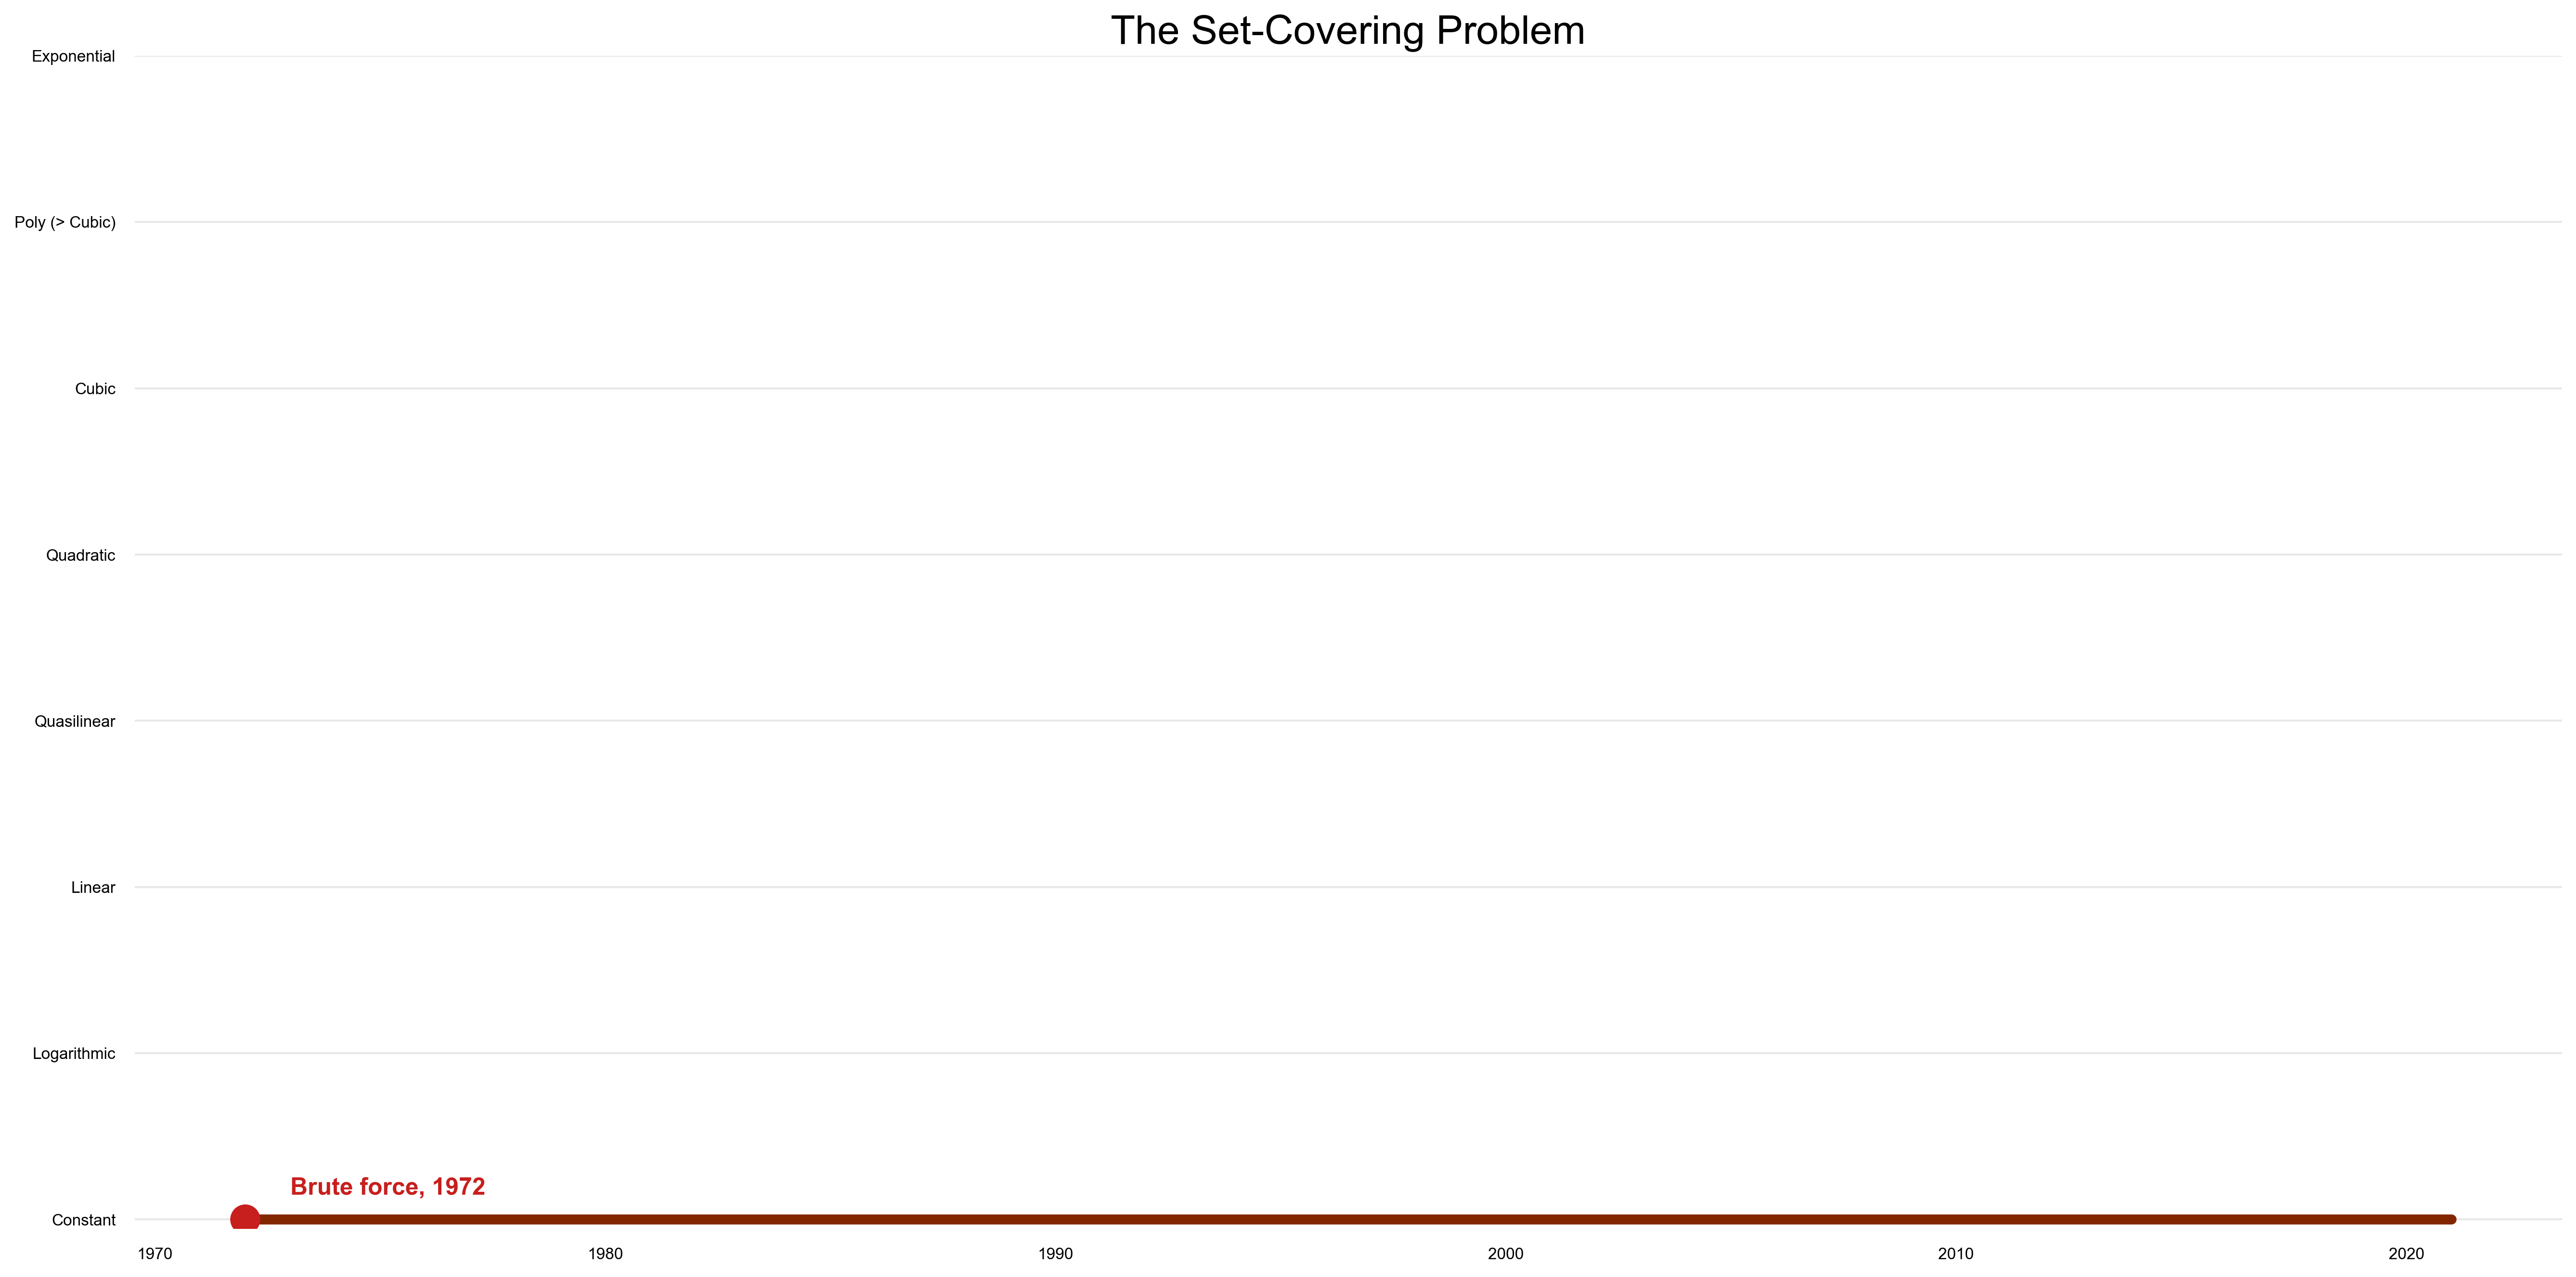 The Set-Covering Problem
Exponential
Poly (> Cubic)
Cubic
Quadratic
Quasilinear
Linear
Logarithmic
Brute force, 1972
Constant
1970 1980 1990 2000 2010 2020